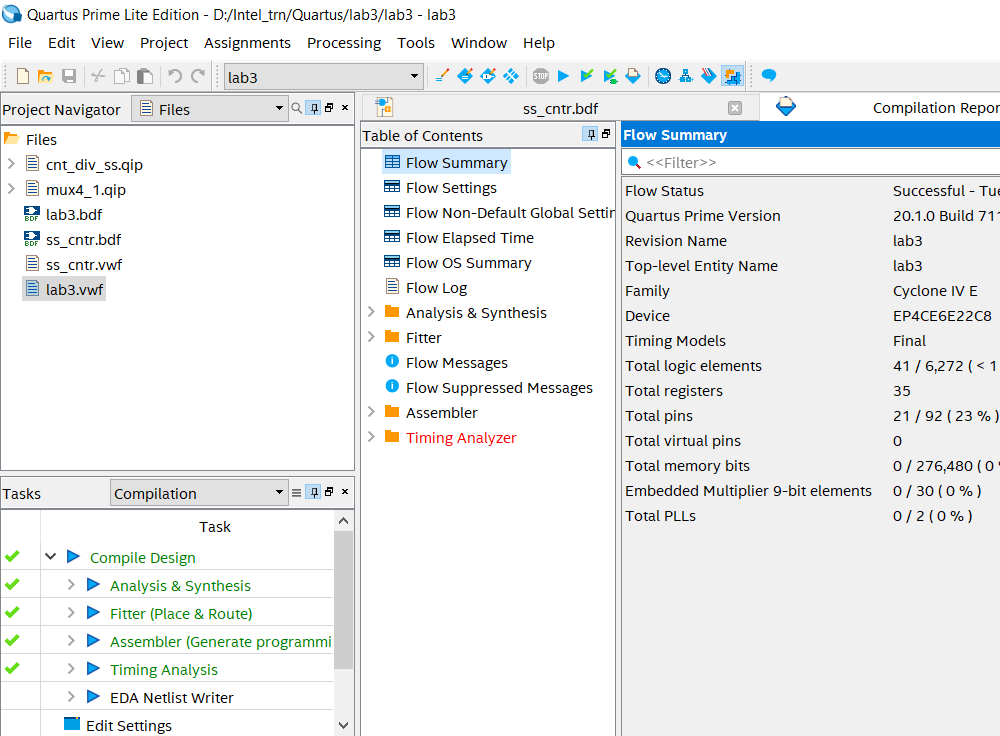 Quartus Prime Lite Edition - D:/Intel_trn/Quartus/lab3/lab3 - lab3
File Edit View Project Assignments Processing Tools Window Help
lab3
STOP
Project Navigator Files
Files
cnt_div_ss.qip
mux4_1.qip
BDF lab3.bdf
BDF ss_cntr.bdf
ss_cntr.vwf
lab3.vwf
Tasks Compilation
Task
Compile Design
Analysis & Synthesis
Fitter (Place & Route)
Assembler (Generate programmi
Timing Analysis
EDA Netlist Writer
Edit Settings
ss_cntr.bdf
Compilation Repor
Table of Contents
Flow Summary
Flow Settings
Flow Non-Default Global Settin
Flow Elapsed Time
Flow OS Summary
Flow Log
Analysis & Synthesis
Fitter
Flow Messages
Flow Suppressed Messages
Assembler
Timing Analyzer
Flow Summary
<<Filter>>
Flow Status Successful - Tue
Quartus Prime Version 20.1.0 Build 711
Revision Name lab3
Top-level Entity Name lab3
Family Cyclone IV E
Device EP4CE6E22C8
Timing Models Final
Total logic elements 41 / 6,272 ( < 1
Total registers 35
Total pins 21 / 92 ( 23 % )
Total virtual pins 0
Total memory bits 0 / 276,480 ( 0 %
Embedded Multiplier 9-bit elements 0 / 30 ( 0 % )
Total PLLs 0 / 2 ( 0 % )